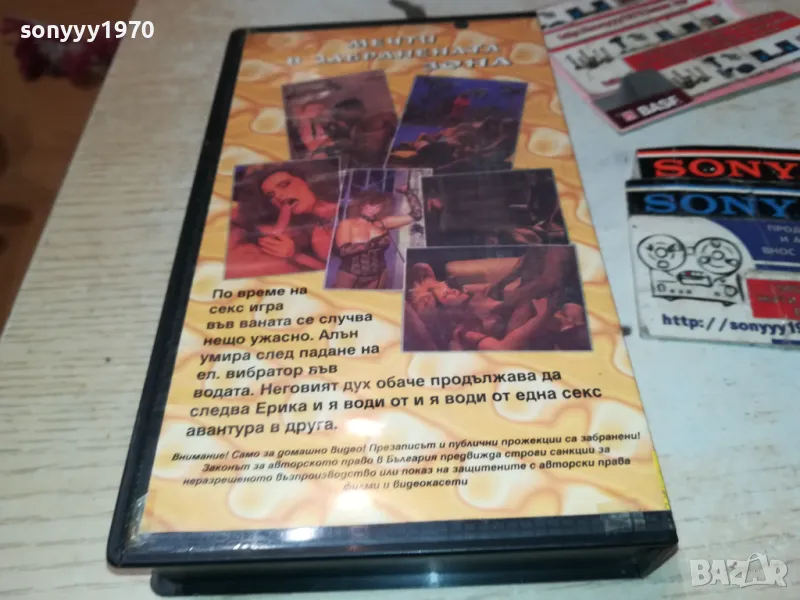 sonyyy1970
МЕЧТИ
В ЗАБРАНЕНАТА
ЗОНА
BASF
SONY
SONY
ВНОС
http://sonyyy19
По време на
секс игра
във ваната се случва
нещо ужасно. Алън
умира след падане на
ел. вибратор във
водата. Неговият дух обаче продължава да
следва Ерика и я води от и я води от една секс
авантура в друга.
Внимание! Само за домашно видео! Презаписът и публични прожекции са забранени!
Законът за авторското право в България предвижда строги санкции за
неразрешеното възпроизводство или показ на защитените с авторски права
филми и видеокасети
BAZAR